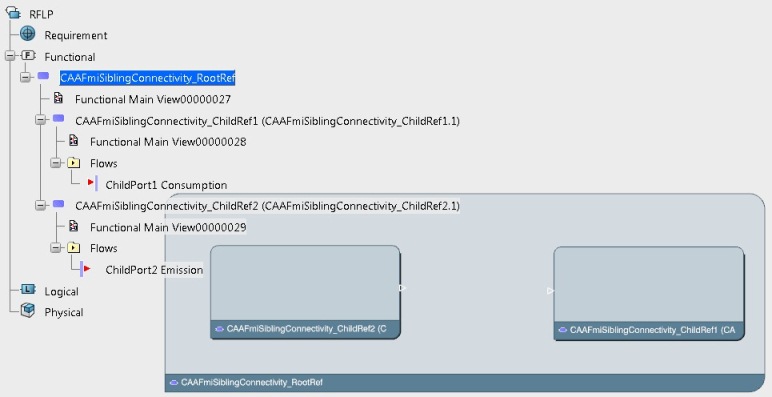 RFLP
Requirement
Functional
CAAFmiSiblingConnectivity_RootRef
Functional Main View00000027
CAAFmiSiblingConnectivity_ChildRef1 (CAAFmiSiblingConnectivity_ChildRef1.1)
Functional Main View00000028
Flows
ChildPort1 Consumption
CAAFmiSiblingConnectivity_ChildRef2 (CAAFmiSiblingConnectivity_ChildRef2.1)
Functional Main View00000029
Flows
ChildPort2 Emission
Logical
Physical
CAAFmiSiblingConnectivity_ChildRef2 (C
CAAFmiSiblingConnectivity_ChildRef1 (CA
CAAFmiSiblingConnectivity_RootRef